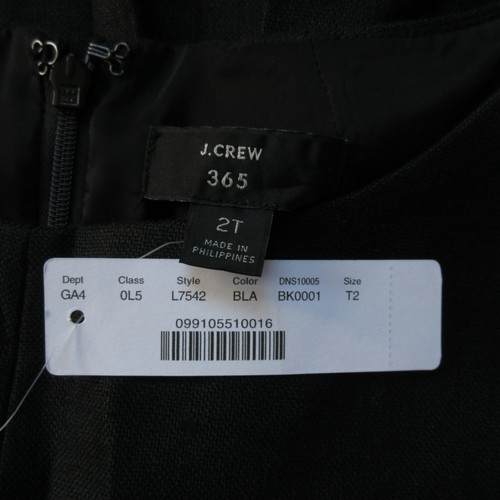 J.CREW
365
2T
MADE IN
PHILIPPINES
Dept Class Style Color DNS10005 Size
GA4 0L5 L7542 BLA BK0001 T2
099105510016